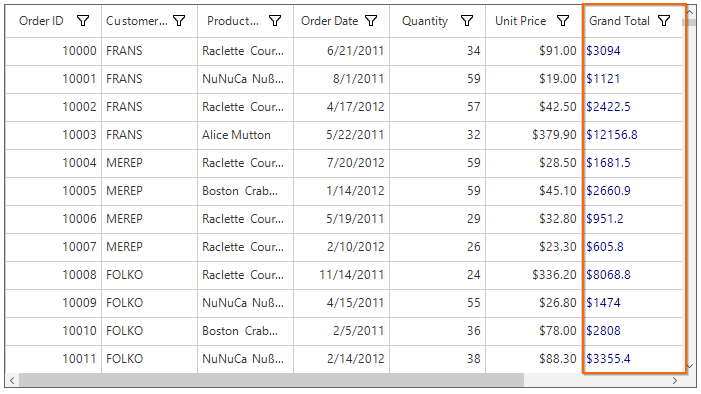 Order ID Customer... Product... Order Date Quantity Unit Price Grand Total
10000 FRANS Raclette Cour... 6/21/2011 34 $91.00 $3094
10001 FRANS NuNuCa Nuß... 8/1/2011 59 $19.00 $1121
10002 FRANS Raclette Cour... 4/17/2012 57 $42.50 $2422.5
10003 FRANS Alice Mutton 5/22/2011 32 $379.90 $12156.8
10004 MEREP Raclette Cour... 7/20/2012 59 $28.50 $1681.5
10005 MEREP Boston Crab... 1/14/2012 59 $45.10 $2660.9
10006 MEREP Raclette Cour... 5/19/2011 29 $32.80 $951.2
10007 MEREP Raclette Cour... 2/10/2012 26 $23.30 $605.8
10008 FOLKO Raclette Cour... 11/14/2011 24 $336.20 $8068.8
10009 FOLKO NuNuCa Nuß... 4/15/2011 55 $26.80 $1474
10010 FOLKO Boston Crab... 2/5/2011 36 $78.00 $2808
10011 FOLKO NuNuCa Nuß... 2/14/2012 38 $88.30 $3355.4